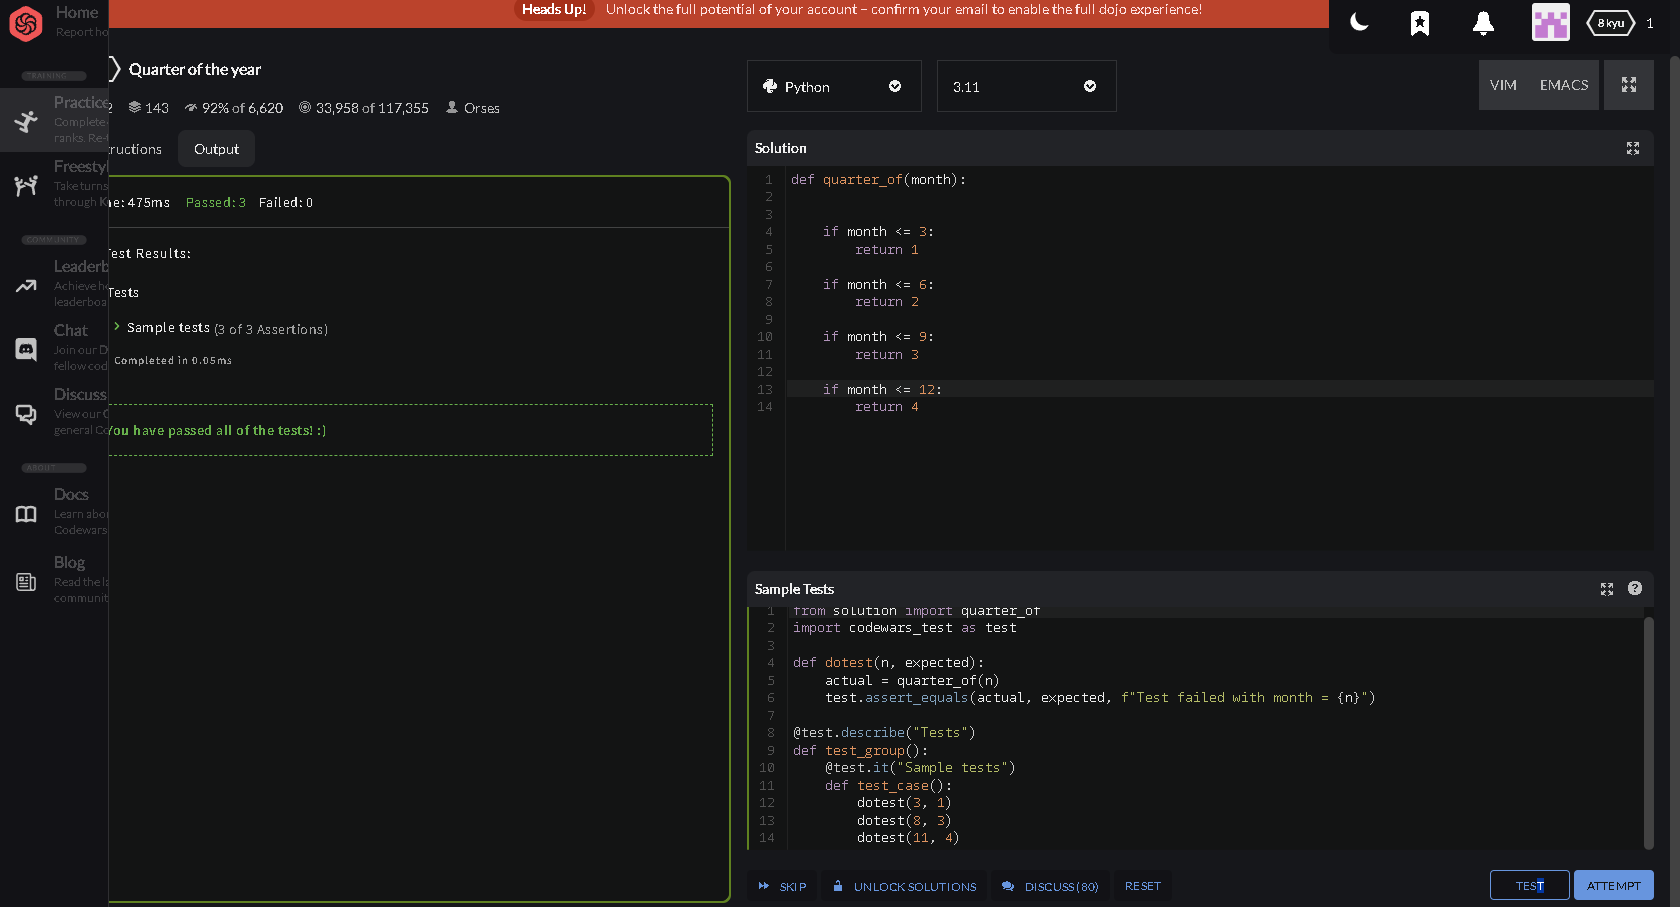 Heads Up! Unlock the full potential of your account – confirm your email to enable the full dojo experience!
8 kyu 1
Home
Report
TRAINING
Practice
Complete
ranks. Re-
Freesty
Take turns
through
COMMUNITY
Leaderb
Achieve
leaderboa
Chat
Join our D
fellow cod
Discuss
View our
general
ABOUT
Docs
Learn abou
Codewars
Blog
Read the la
communit
Quarter of the year
143 92% of 6,620 33,958 of 117,355 Orses
ructions Output
e: 475ms Passed: 3 Failed: 0
Test Results:
Tests
Sample tests (3 of 3 Assertions)
Completed in 0.05ms
You have passed all of the tests! :)
Python 3.11 VIM EMACS
Solution
1 def quarter_of(month):
2
3
4 if month <= 3:
5 return 1
6
7 if month <= 6:
8 return 2
9
10 if month <= 9:
11 return 3
12
13 if month <= 12:
14 return 4
Sample Tests
1 from solution import quarter_of
2 import codewars_test as test
3
4 def dotest(n, expected):
5 actual = quarter_of(n)
6 test.assert_equals(actual, expected, f"Test failed with month = {n}")
7
8 @test.describe("Tests")
9 def test_group():
10 @test.it("Sample tests")
11 def test_case():
12 dotest(3, 1)
13 dotest(8, 3)
14 dotest(11, 4)
SKIP UNLOCK SOLUTIONS DISCUSS (80) RESET TEST ATTEMPT